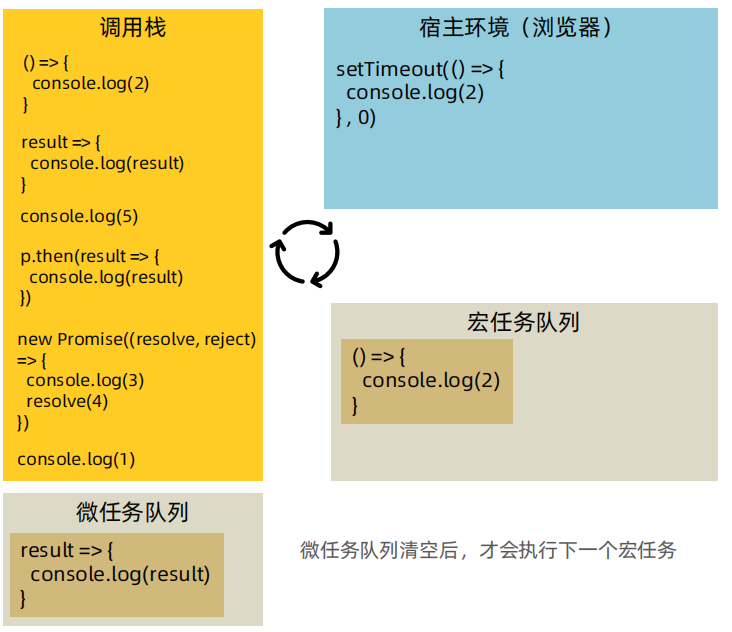 调用栈
() => {
console.log(2)
}
result => {
console.log(result)
}
console.log(5)
p.then(result => {
console.log(result)
})
new Promise((resolve, reject)
=> {
console.log(3)
resolve(4)
})
console.log(1)
宿主环境（浏览器）
setTimeout(() => {
console.log(2)
} , 0)
宏任务队列
() => {
console.log(2)
}
微任务队列
result => {
console.log(result)
}
微任务队列清空后，才会执行下一个宏任务